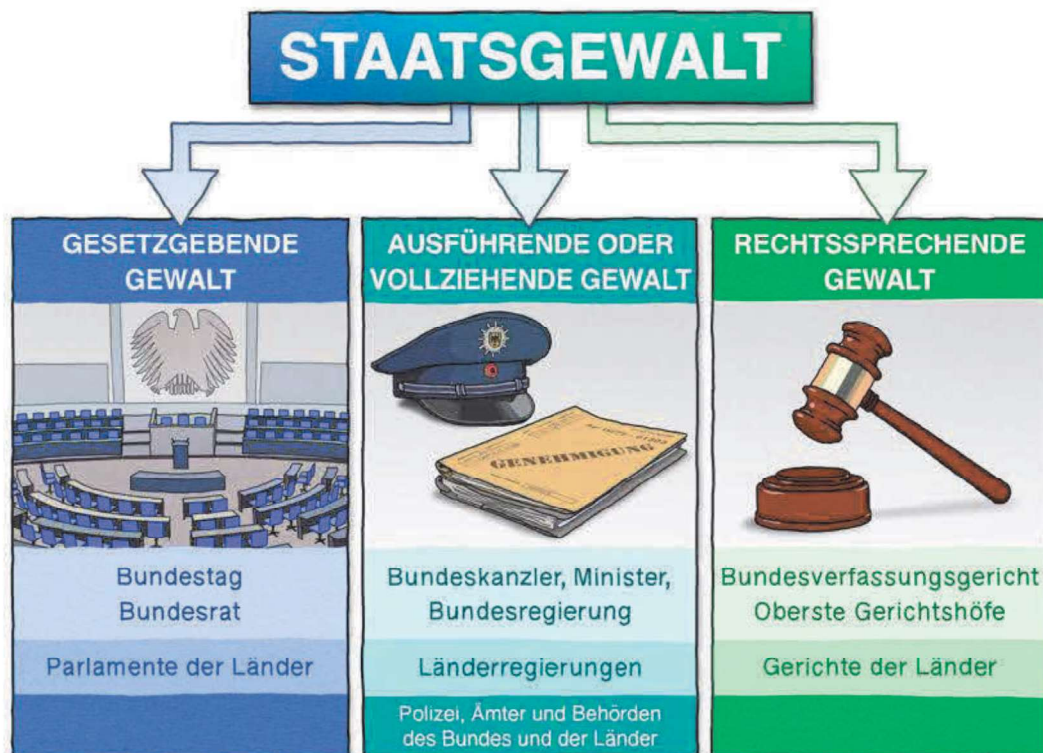 STAATSGEWALT
GESETZGEBENDE
GEWALT
Bundestag
Bundesrat
Parlamente der Länder
AUSFÜHRENDE ODER
VOLLZIEHENDE GEWALT
GENEHMIGUNG
Bundeskanzler, Minister,
Bundesregierung
Länderregierungen
Polizei, Ämter und Behörden
des Bundes und der Länder
RECHTSSPRECHENDE
GEWALT
Bundesverfassungsgericht
Oberste Gerichtshöfe
Gerichte der Länder